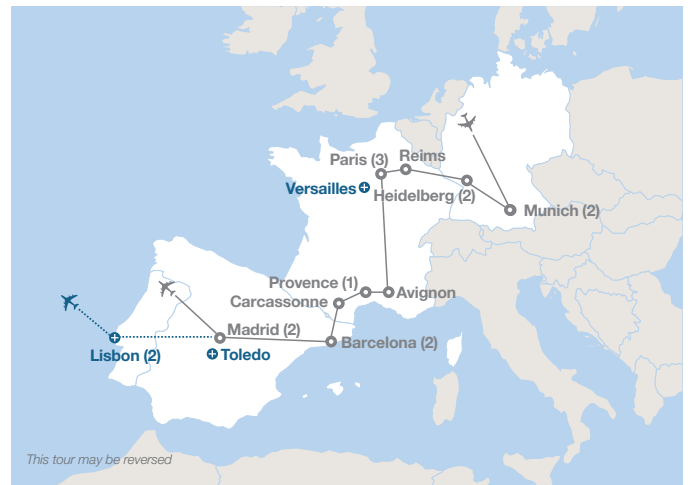 Paris (3)
Reims
Versailles
Heidelberg (2)
Munich (2)
Provence (1)
Avignon
Carcassonne
Madrid (2)
Barcelona (2)
Lisbon (2)
Toledo
This tour may be reversed